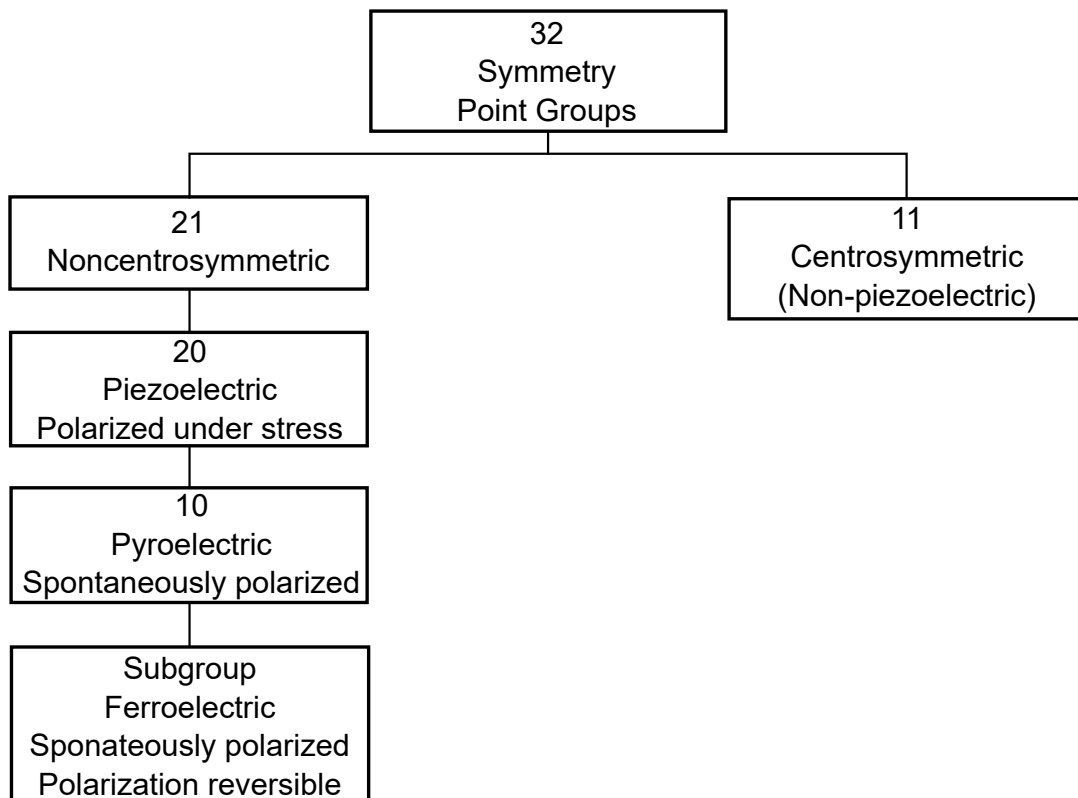 32
Symmetry
Point Groups
21
Noncentrosymmetric
11
Centrosymmetric
(Non-piezoelectric)
20
Piezoelectric
Polarized under stress
10
Pyroelectric
Spontaneously polarized
Subgroup
Ferroelectric
Sponateously polarized
Polarization reversible